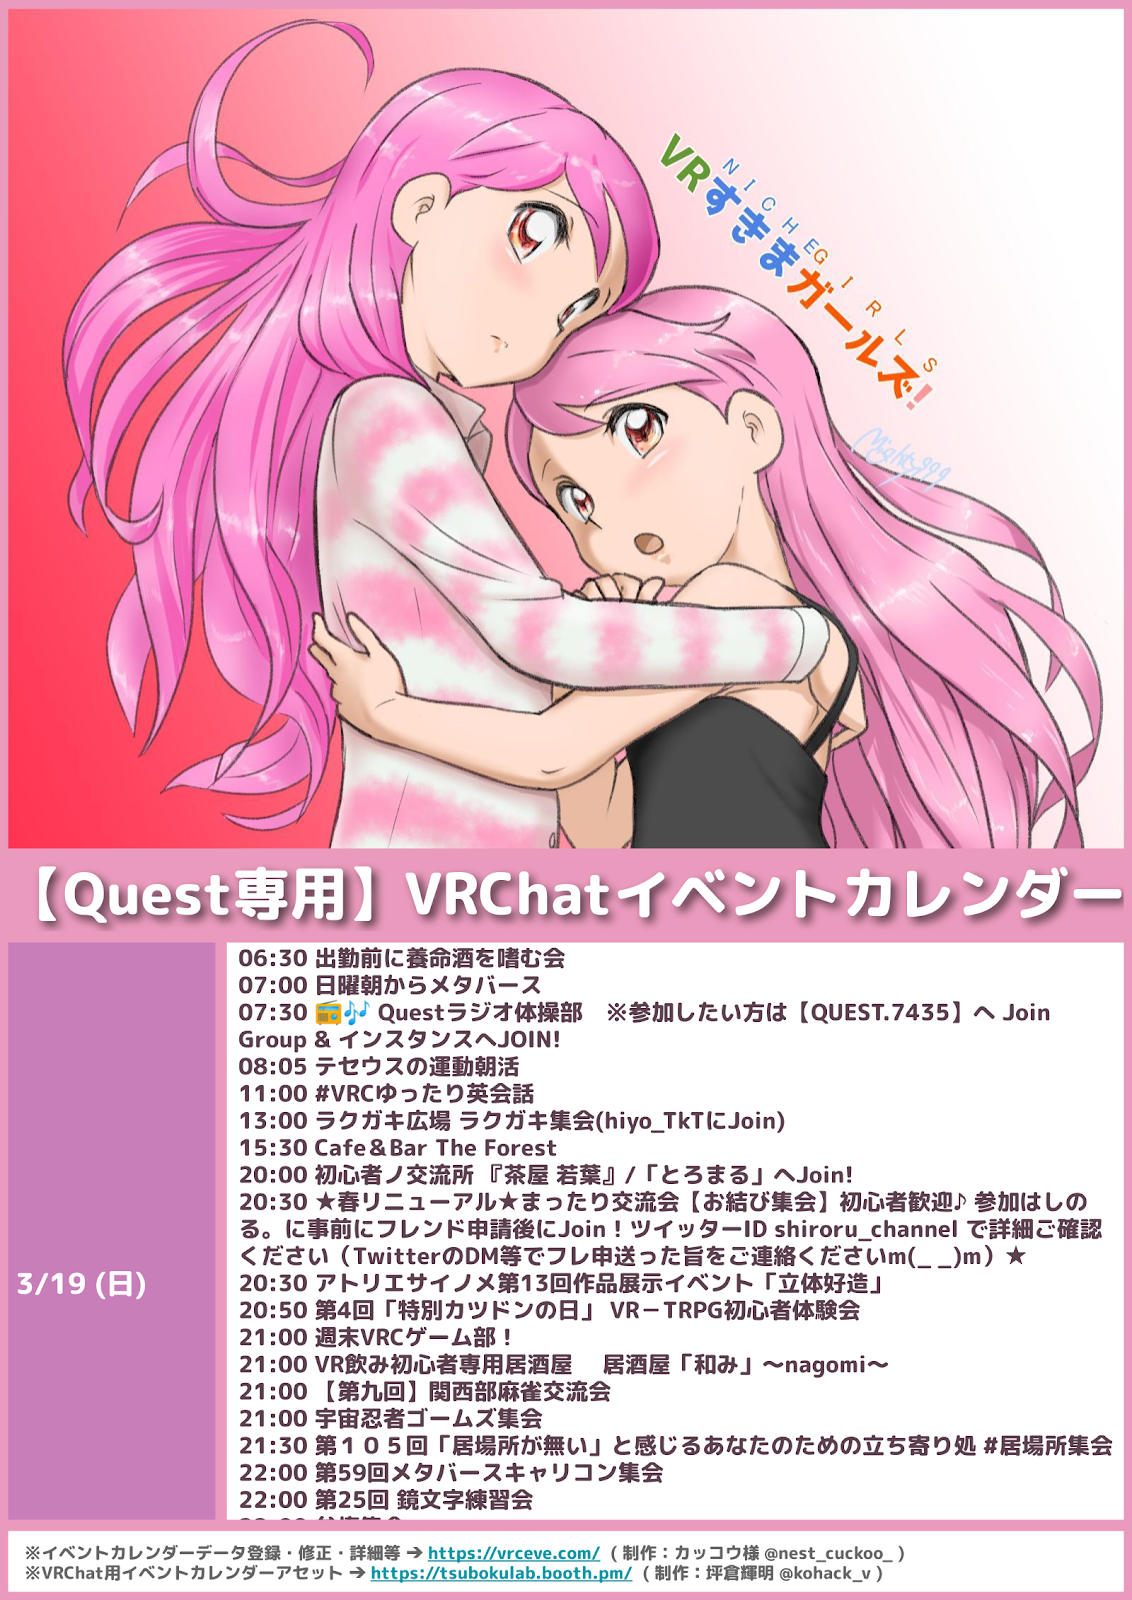 VRすきまガールズ!
NICHEGIRLS
Mighty999
【Quest専用】VRChatイベントカレンダー
3/19 (日)
06:30 出勤前に養命酒を嗜む会
07:00 日曜朝からメタバース
07:30 📻🎶 Questラジオ体操部　※参加したい方は【QUEST.7435】へ Join
Group & インスタンスへJOIN!
08:05 テセウスの運動朝活
11:00 #VRCゆったり英会話
13:00 ラクガキ広場 ラクガキ集会(hiyo_TkTにJoin)
15:30 Cafe＆Bar The Forest
20:00 初心者ノ交流所 『茶屋 若葉』/「とろまる」へJoin!
20:30 ★春リニューアル★まったり交流会【お結び集会】初心者歓迎♪ 参加はしの
る。に事前にフレンド申請後にJoin！ツイッターID shiroru_channel で詳細ご確認
ください（TwitterのDM等でフレ申送った旨をご連絡くださいm(_ _)m）★
20:30 アトリエサイノメ第13回作品展示イベント「立体好造」
20:50 第4回「特別カツドンの日」 VR－TRPG初心者体験会
21:00 週末VRCゲーム部！
21:00 VR飲み初心者専用居酒屋　 居酒屋「和み」～nagomi～
21:00 【第九回】関西部麻雀交流会
21:00 宇宙忍者ゴームズ集会
21:30 第１０５回「居場所が無い」と感じるあなたのための立ち寄り処 #居場所集会
22:00 第59回メタバースキャリコン集会
22:00 第25回 鏡文字練習会
※イベントカレンダーデータ登録・修正・詳細等 ➔ https://vrceve.com/ ( 制作：カッコウ様 @nest_cuckoo_ )
※VRChat用イベントカレンダーアセット ➔ https://tsubokulab.booth.pm/ ( 制作：坪倉輝明 @kohack_v )